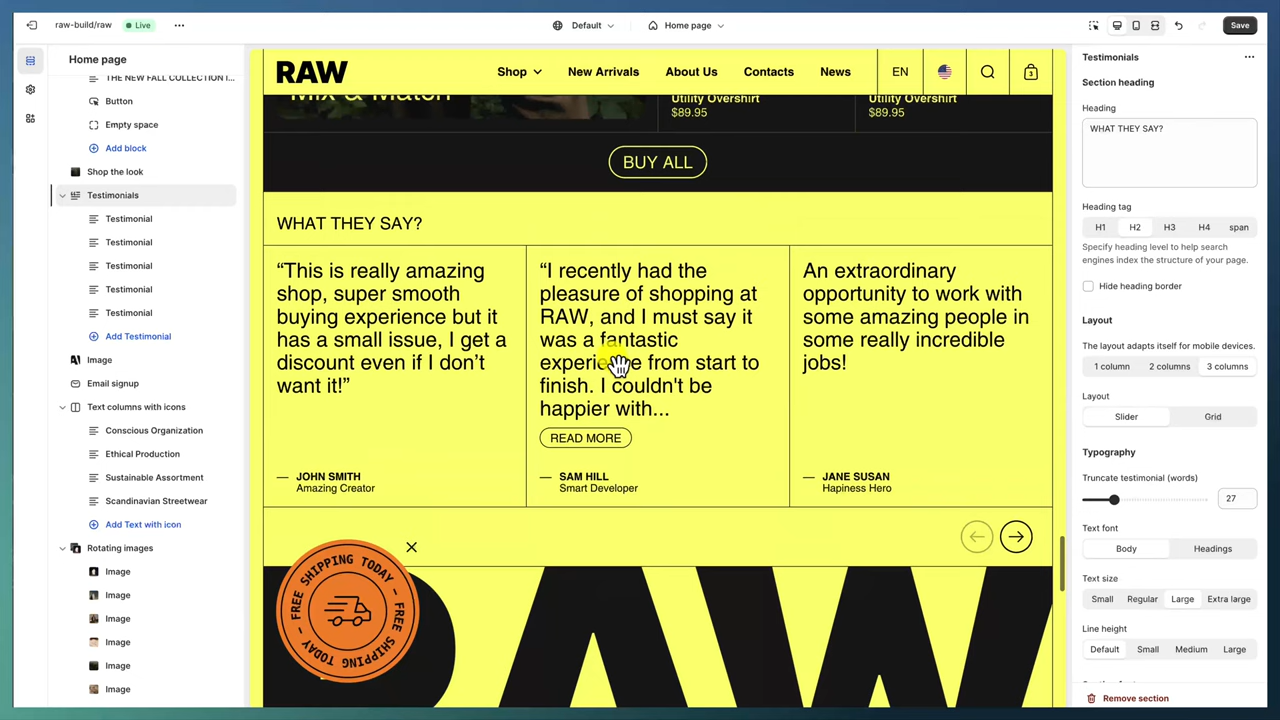 raw-build/raw
Live
Default
Home page
Save
Home page
THE NEW FALL COLLECTION I...
Button
Empty space
Add block
Shop the look
Testimonials
Testimonial
Testimonial
Testimonial
Testimonial
Testimonial
Add Testimonial
Image
Email signup
Text columns with icons
Conscious Organization
Ethical Production
Sustainable Assortment
Scandinavian Streetwear
Add Text with icon
Rotating images
Image
Image
Image
Image
Image
Image
RAW
Shop
New Arrivals
About Us
Contacts
News
EN
3
Mix & Match
Utility Overshirt
$89.95
Utility Overshirt
$89.95
BUY ALL
WHAT THEY SAY?
“This is really amazing
shop, super smooth
buying experience but it
has a small issue, I get a
discount even if I don’t
want it!”
— JOHN SMITH
Amazing Creator
“I recently had the
pleasure of shopping at
RAW, and I must say it
was a fantastic
experience from start to
finish. I couldn't be
happier with...
READ MORE
— SAM HILL
Smart Developer
An extraordinary
opportunity to work with
some amazing people in
some really incredible
jobs!
— JANE SUSAN
Hapiness Hero
FREE SHIPPING TODAY – FREE SHIPPING TODAY –
RAW
Testimonials
Section heading
Heading
WHAT THEY SAY?
Heading tag
H1 H2 H3 H4 span
Specify heading level to help search
engines index the structure of your page.
Hide heading border
Layout
The layout adapts itself for mobile devices.
1 column 2 columns 3 columns
Layout
Slider Grid
Typography
Truncate testimonial (words)
27
Text font
Body Headings
Text size
Small Regular Large Extra large
Line height
Default Small Medium Large
Remove section